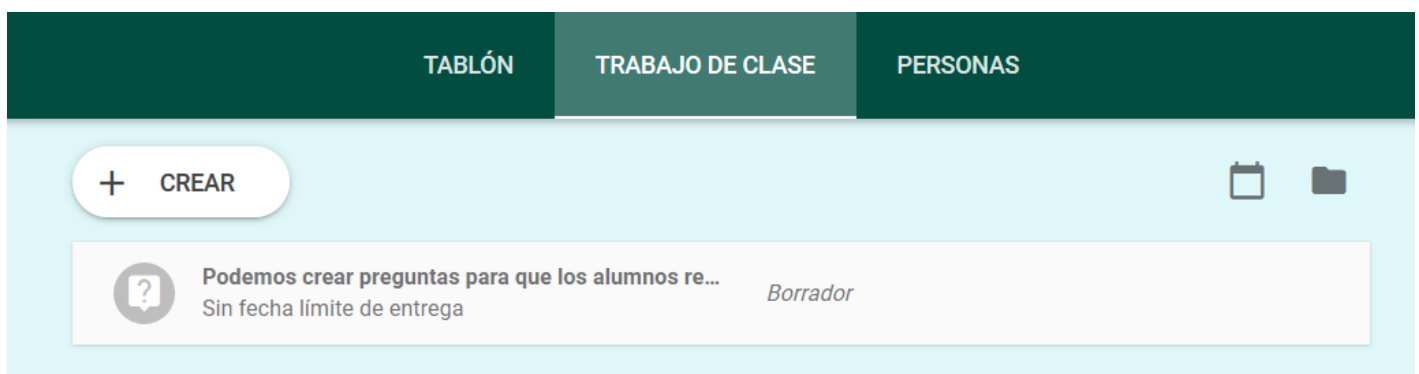 TABLÓN TRABAJO DE CLASE PERSONAS
+ CREAR
Podemos crear preguntas para que los alumnos re...
Sin fecha límite de entrega
Borrador